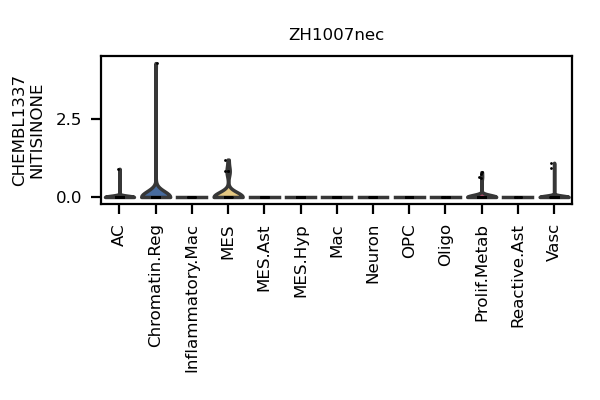 ZH1007nec
CHEMBL1337
NITISINONE
2.5
0.0
AC
Chromatin.Reg
Inflammatory.Mac
MES
MES.Ast
MES.Hyp
Mac
Neuron
OPC
Oligo
Prolif.Metab
Reactive.Ast
Vasc